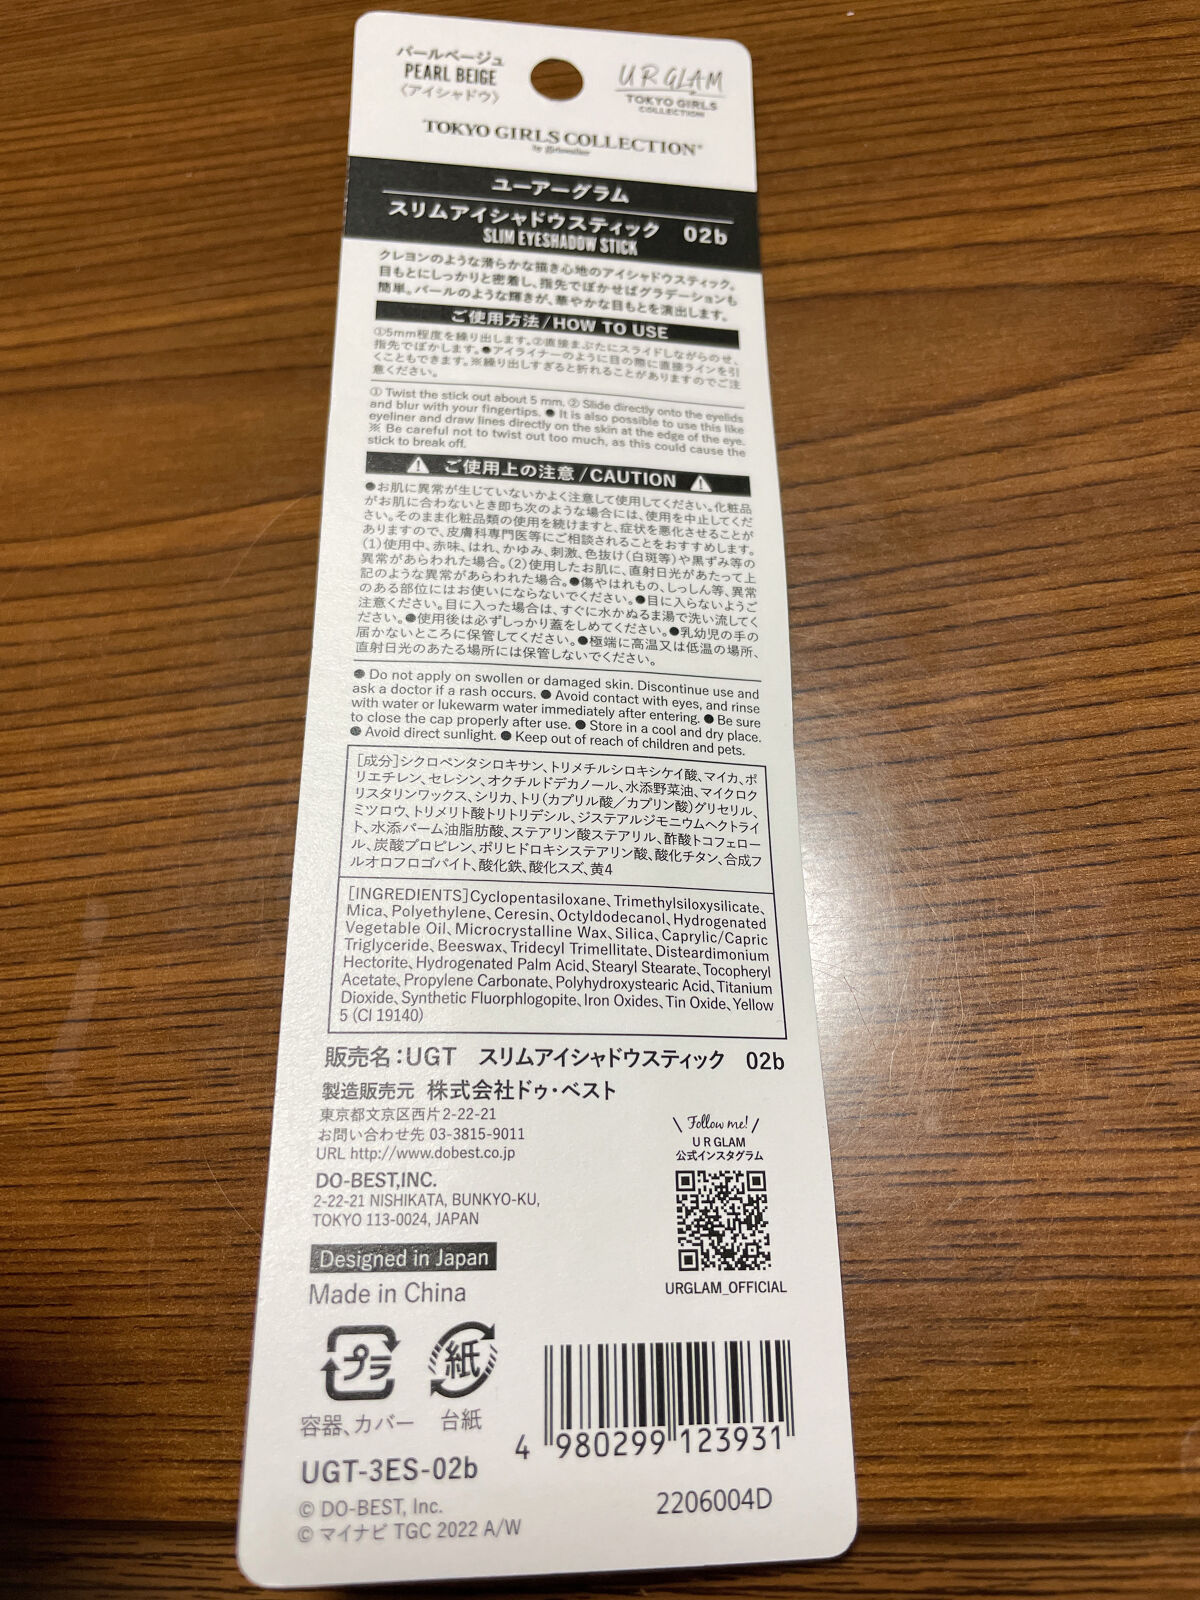 パールベージュ
PEARL BEIGE
〈アイシャドウ〉
U R GLAM
TOKYO GIRLS
COLLECTION
TOKYO GIRLS COLLECTION®
by girlswalker
ユーアーグラム
スリムアイシャドウスティック 02b
SLIM EYESHADOW STICK
クレヨンのような滑らかな描き心地のアイシャドウスティック。
目もとにしっかりと密着し、指先でぼかせばグラデーションも
簡単。パールのような輝きが、華やかな目もとを演出します。
ご使用方法/HOW TO USE
①5mm程度を繰り出します。②直接まぶたにスライドしながらのせ、
指先でぼかします。●アイライナーのように目の際に直接ラインを引
くこともできます。※繰り出しすぎると折れることがありますのでご注
意ください。
① Twist the stick out about 5 mm. ② Slide directly onto the eyelids
and blur with your fingertips. ● It is also possible to use this like
eyeliner and draw lines directly on the skin at the edge of the eye.
※ Be careful not to twist out too much, as this could cause the
stick to break off.
ご使用上の注意/CAUTION
●お肌に異常が生じていないかよく注意して使用してください。化粧品
がお肌に合わないとき即ち次のような場合には、使用を中止してくだ
さい。そのまま化粧品類の使用を続けますと、症状を悪化させることが
ありますので、皮膚科専門医等にご相談されることをおすすめします。
(1)使用中、赤味、はれ、かゆみ、刺激、色抜け(白斑等)や黒ずみ等の
異常があらわれた場合。(2)使用したお肌に、直射日光があたって上
記のような異常があらわれた場合。●傷やはれもの、しっしん等、異常
のある部位にはお使いにならないでください。●目に入らないようご
注意ください。目に入った場合は、すぐに水かぬるま湯で洗い流してく
ださい。●使用後は必ずしっかり蓋をしめてください。●乳幼児の手の
届かないところに保管してください。●極端に高温又は低温の場所、
直射日光のあたる場所には保管しないでください。
● Do not apply on swollen or damaged skin. Discontinue use and
ask a doctor if a rash occurs. ● Avoid contact with eyes, and rinse
with water or lukewarm water immediately after entering. ● Be sure
to close the cap properly after use. ● Store in a cool and dry place.
● Avoid direct sunlight. ● Keep out of reach of children and pets.
[成分]シクロペンタシロキサン、トリメチルシロキシケイ酸、マイカ、ポ
リエチレン、セレシン、オクチルドデカノール、水添野菜油、マイクロク
リスタリンワックス、シリカ、トリ(カプリル酸/カプリン酸)グリセリル、
ミツロウ、トリメリト酸トリトリデシル、ジステアルジモニウムヘクトライ
ト、水添パーム油脂肪酸、ステアリン酸ステアリル、酢酸トコフェロー
ル、炭酸プロピレン、ポリヒドロキシステアリン酸、酸化チタン、合成フ
ルオロフロゴパイト、酸化鉄、酸化スズ、黄4
[INGREDIENTS]Cyclopentasiloxane、Trimethylsiloxysilicate、
Mica、Polyethylene、Ceresin、Octyldodecanol、Hydrogenated
Vegetable Oil、Microcrystalline Wax、Silica、Caprylic/Capric
Triglyceride、Beeswax、Tridecyl Trimellitate、Disteardimonium
Hectorite、Hydrogenated Palm Acid、Stearyl Stearate、Tocopheryl
Acetate、Propylene Carbonate、Polyhydroxystearic Acid、Titanium
Dioxide、Synthetic Fluorphlogopite、Iron Oxides、Tin Oxide、Yellow
5 (CI 19140)
販売名:UGT スリムアイシャドウスティック 02b
製造販売元 株式会社ドゥ・ベスト
東京都文京区西片2-22-21
お問い合わせ先 03-3815-9011
URL http://www.dobest.co.jp
DO-BEST,INC.
2-22-21 NISHIKATA, BUNKYO-KU,
TOKYO 113-0024, JAPAN
Designed in Japan
Made in China
\ Follow me! /
U R GLAM
公式インスタグラム
URGLAM_OFFICIAL
プラ
紙
容器、カバー
台紙
4 980299 123931
UGT-3ES-02b
© DO-BEST, Inc.
© マイナビ TGC 2022 A/W
2206004D